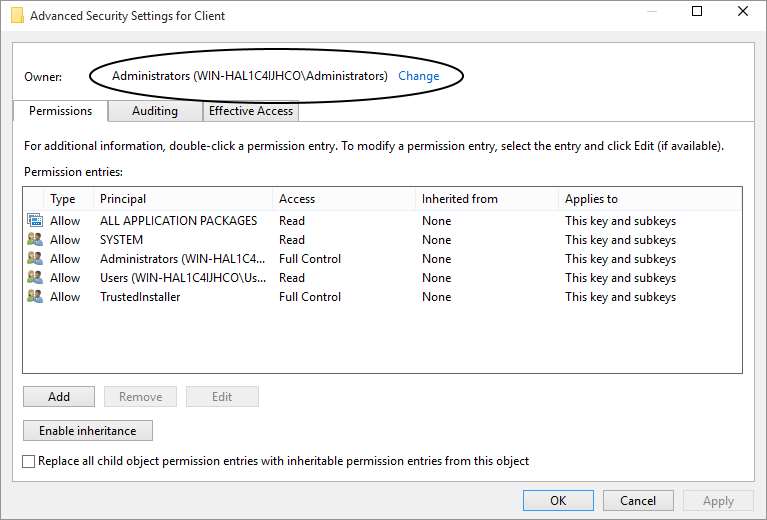 Advanced Security Settings for Client
Owner: Administrators (WIN-HAL1C4IJHCO\Administrators) Change
Permissions Auditing Effective Access
For additional information, double-click a permission entry. To modify a permission entry, select the entry and click Edit (if available).
Permission entries:
Type Principal Access Inherited from Applies to
Allow ALL APPLICATION PACKAGES Read None This key and subkeys
Allow SYSTEM Read None This key and subkeys
Allow Administrators (WIN-HAL1C4... Full Control None This key and subkeys
Allow Users (WIN-HAL1C4IJHCO\Us... Read None This key and subkeys
Allow TrustedInstaller Full Control None This key and subkeys
Add Remove Edit
Enable inheritance
Replace all child object permission entries with inheritable permission entries from this object
OK Cancel Apply